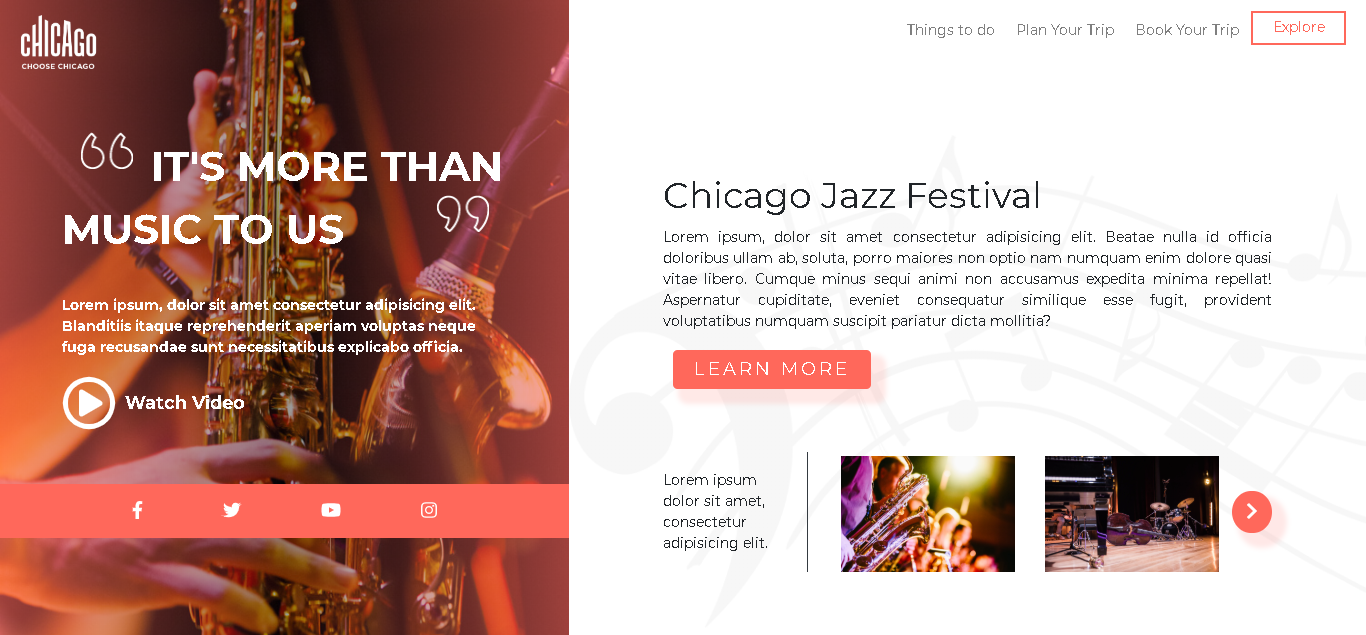 CHICAGO
CHOOSE CHICAGO
Things to do
Plan Your Trip
Book Your Trip
Explore
“ IT'S MORE THAN
MUSIC TO US ”
Lorem ipsum, dolor sit amet consectetur adipisicing elit.
Blanditiis itaque reprehenderit aperiam voluptas neque
fuga recusandae sunt necessitatibus explicabo officia.
Watch Video
Chicago Jazz Festival
Lorem ipsum, dolor sit amet consectetur adipisicing elit. Beatae nulla id officia
doloribus ullam ab, soluta, porro maiores non optio nam numquam enim dolore quasi
vitae libero. Cumque minus sequi animi non accusamus expedita minima repellat!
Aspernatur cupiditate, eveniet consequatur similique esse fugit, provident
voluptatibus numquam suscipit pariatur dicta mollitia?
LEARN MORE
Lorem ipsum
dolor sit amet,
consectetur
adipisicing elit.